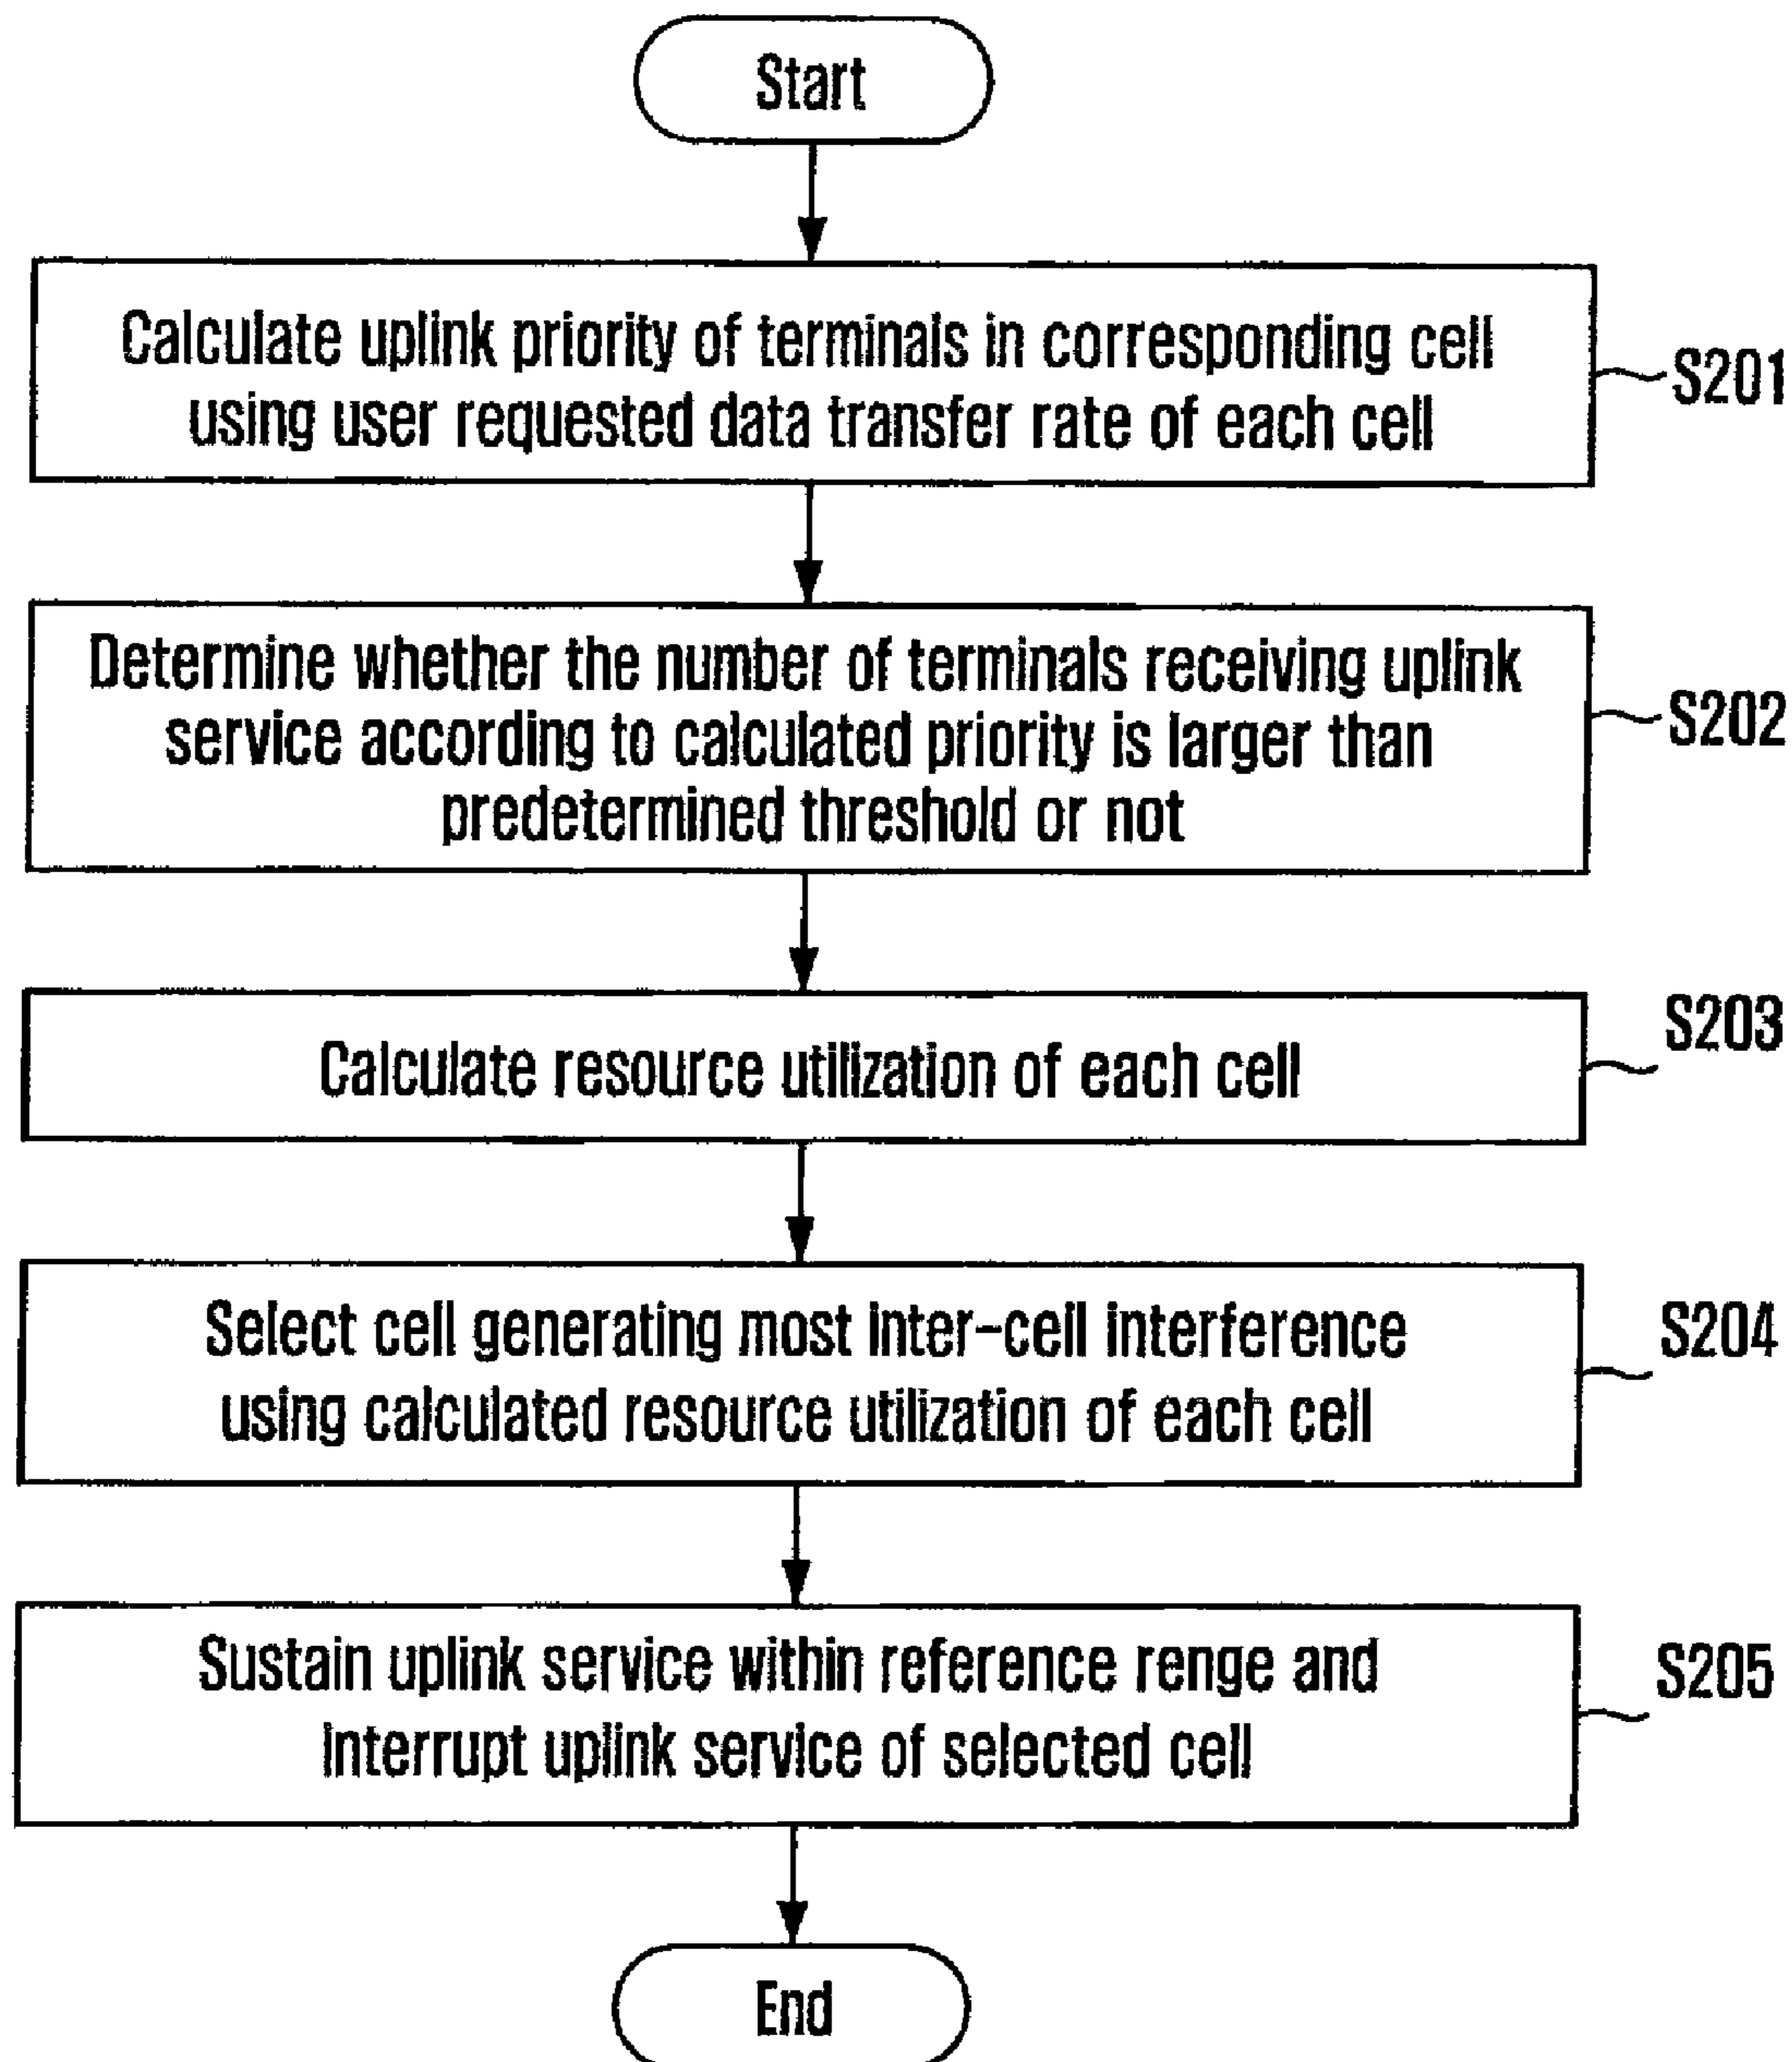 Start
Calculate uplink priority of terminals in corresponding cell
using user requested data transfer rate of each cell
S201
Determine whether the number of terminals receiving uplink
service according to calculated priority is larger than
predetermined threshold or not
S202
Calculate resource utilization of each cell
S203
Select cell generating most inter-cell interference
using calculated resource utilization of each cell
S204
Sustain uplink service within reference renge and
interrupt uplink service of selected cell
S205
End